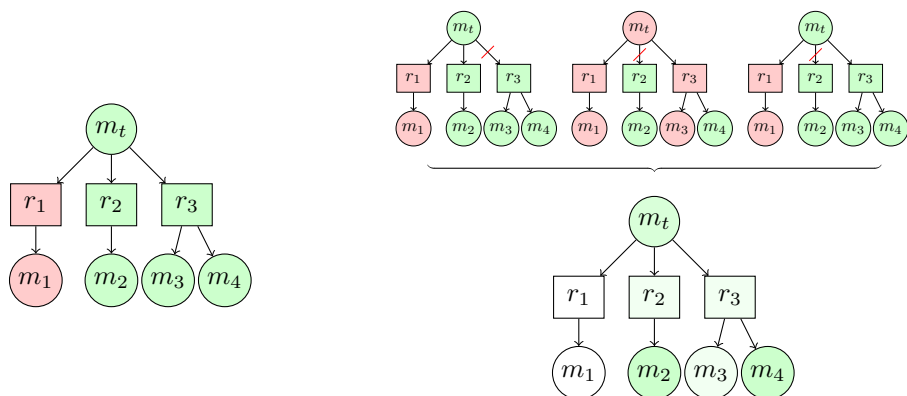 m_t
r_1 r_2 r_3
m_1 m_2 m_3 m_4
m_t m_t m_t
r_1 r_2 r_3 r_1 r_2 r_3 r_1 r_2 r_3
m_1 m_2 m_3 m_4 m_1 m_2 m_3 m_4 m_1 m_2 m_3 m_4
m_t
r_1 r_2 r_3
m_1 m_2 m_3 m_4